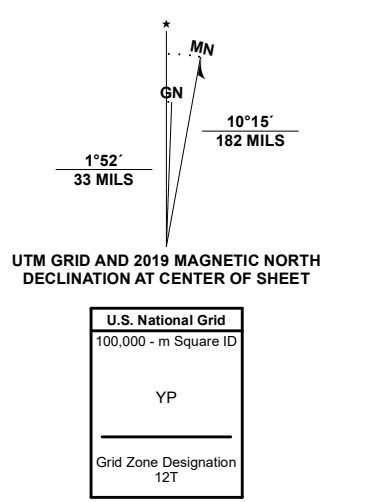 ★
MN
GN
10°15´
182 MILS
1°52´
33 MILS
UTM GRID AND 2019 MAGNETIC NORTH
DECLINATION AT CENTER OF SHEET
U.S. National Grid
100,000 - m Square ID
YP
Grid Zone Designation
12T